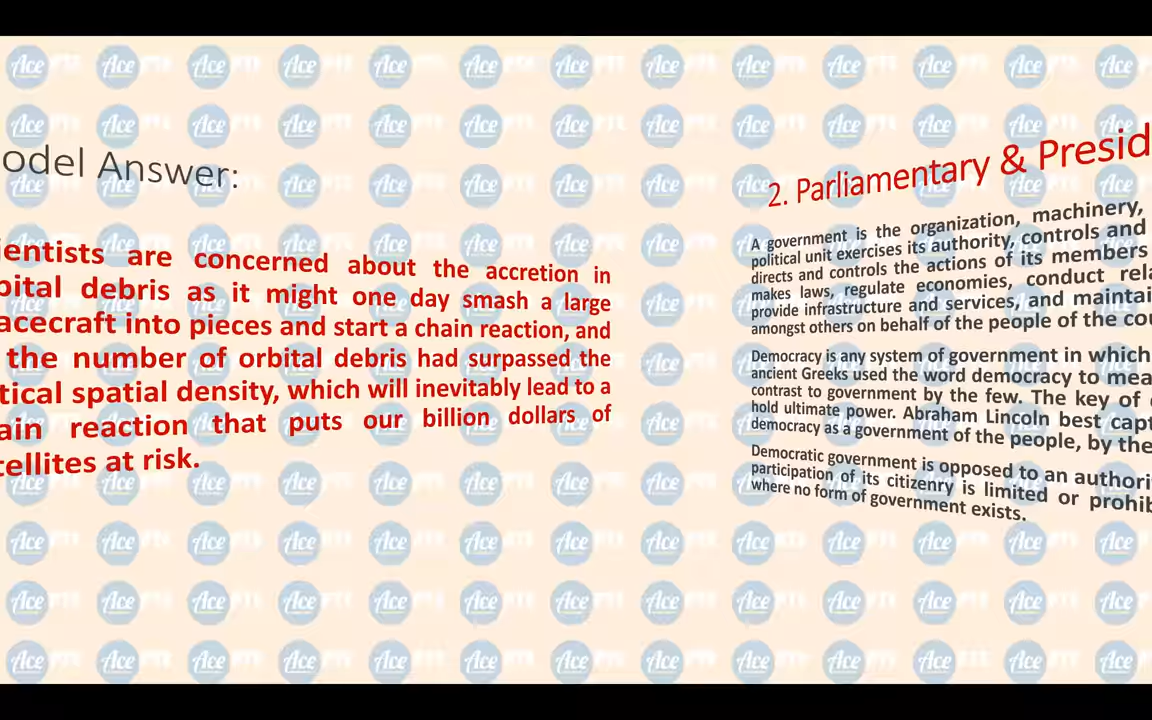 odel Answer:
ientists are concerned about the accretion in
bital debris as it might one day smash a large
acecraft into pieces and start a chain reaction, and
the number of orbital debris had surpassed the
tical spatial density, which will inevitably lead to a
ain reaction that puts our billion dollars of
tellites at risk.
2. Parliamentary & Presid
A government is the organization, machinery,
political unit exercises its authority, controls and
directs and controls the actions of its members
makes laws, regulate economies, conduct rela
provide infrastructure and services, and maintai
amongst others on behalf of the people of the cou
Democracy is any system of government in which
ancient Greeks used the word democracy to mea
contrast to government by the few. The key of
hold ultimate power. Abraham Lincoln best capt
democracy as a government of the people, by the
Democratic government is opposed to an authori
participation of its citizenry is limited or prohib
where no form of government exists.